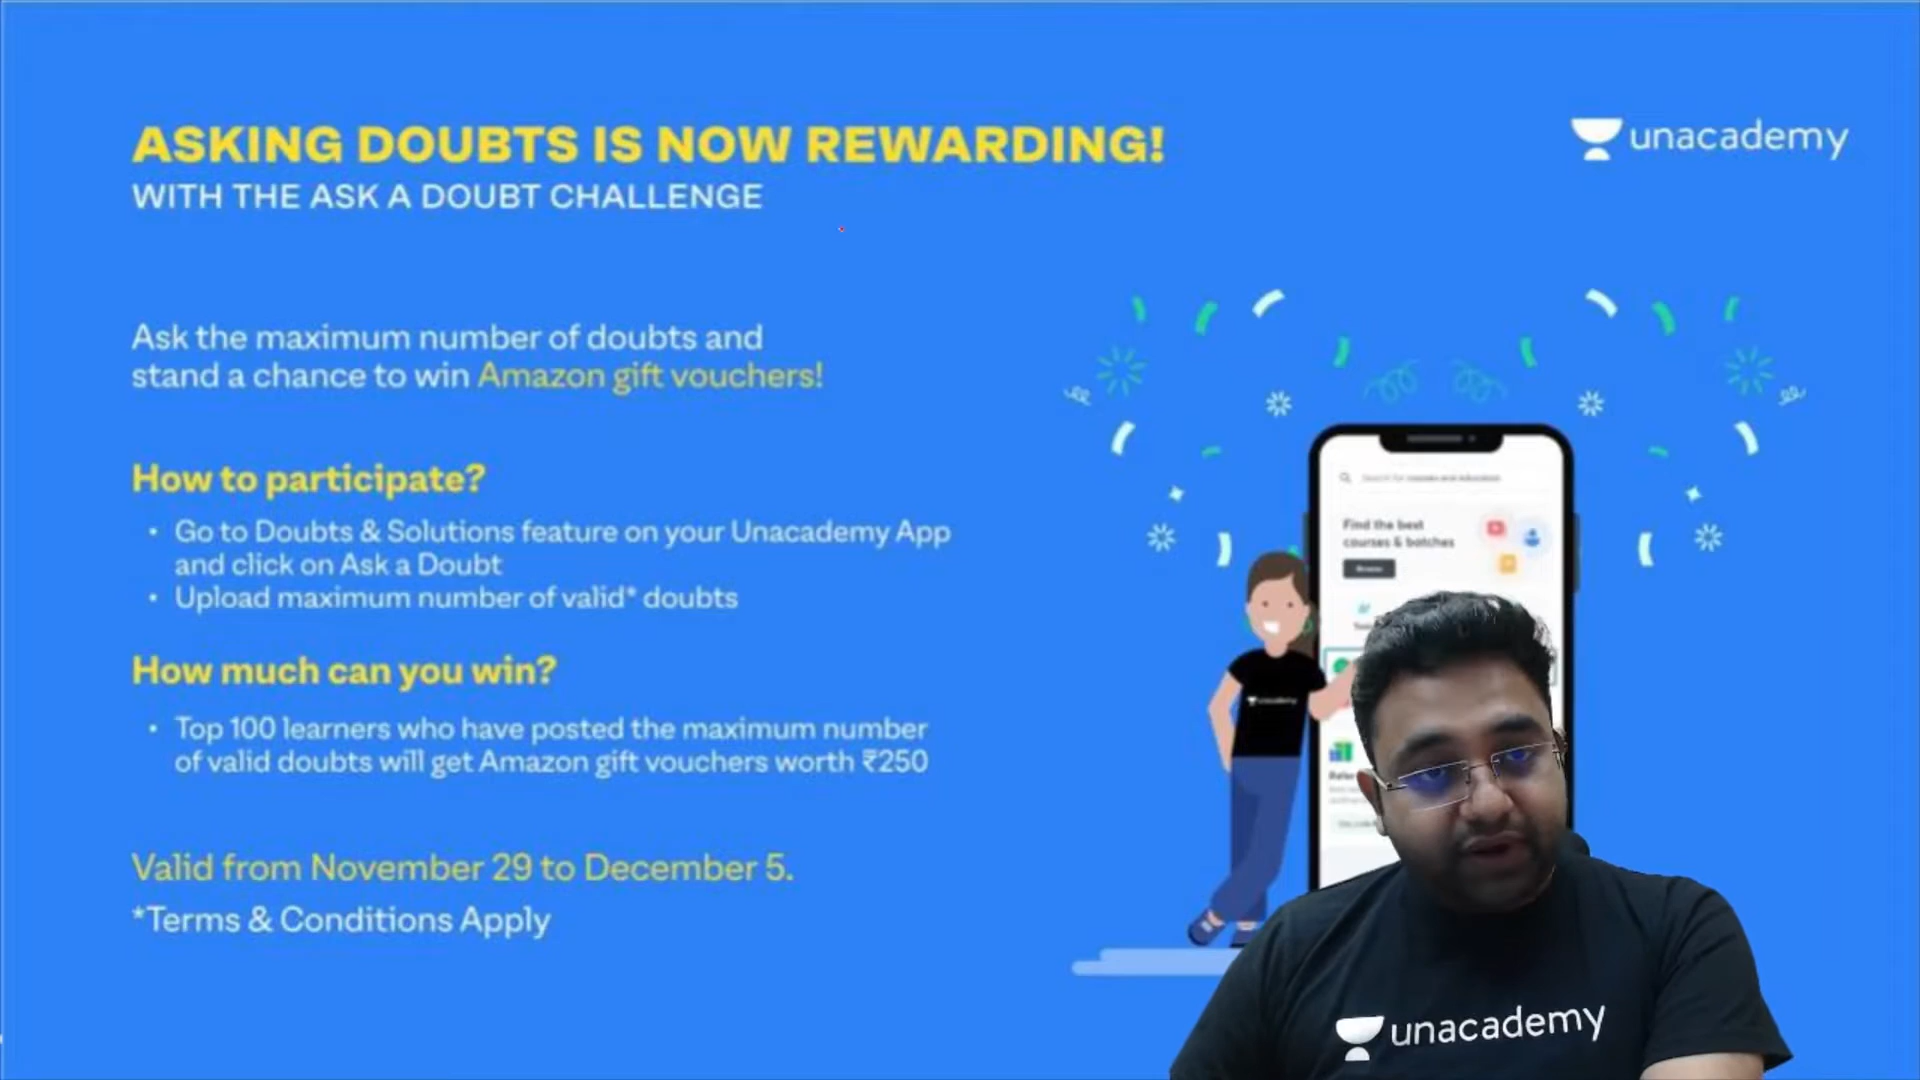 ASKING DOUBTS IS NOW REWARDING!
WITH THE ASK A DOUBT CHALLENGE
unacademy
Ask the maximum number of doubts and
stand a chance to win Amazon gift vouchers!
How to participate?
• Go to Doubts & Solutions feature on your Unacademy App
and click on Ask a Doubt
• Upload maximum number of valid* doubts
How much can you win?
• Top 100 learners who have posted the maximum number
of valid doubts will get Amazon gift vouchers worth ₹250
Valid from November 29 to December 5.
*Terms & Conditions Apply
Find the best
courses & batches
unacademy
unacademy